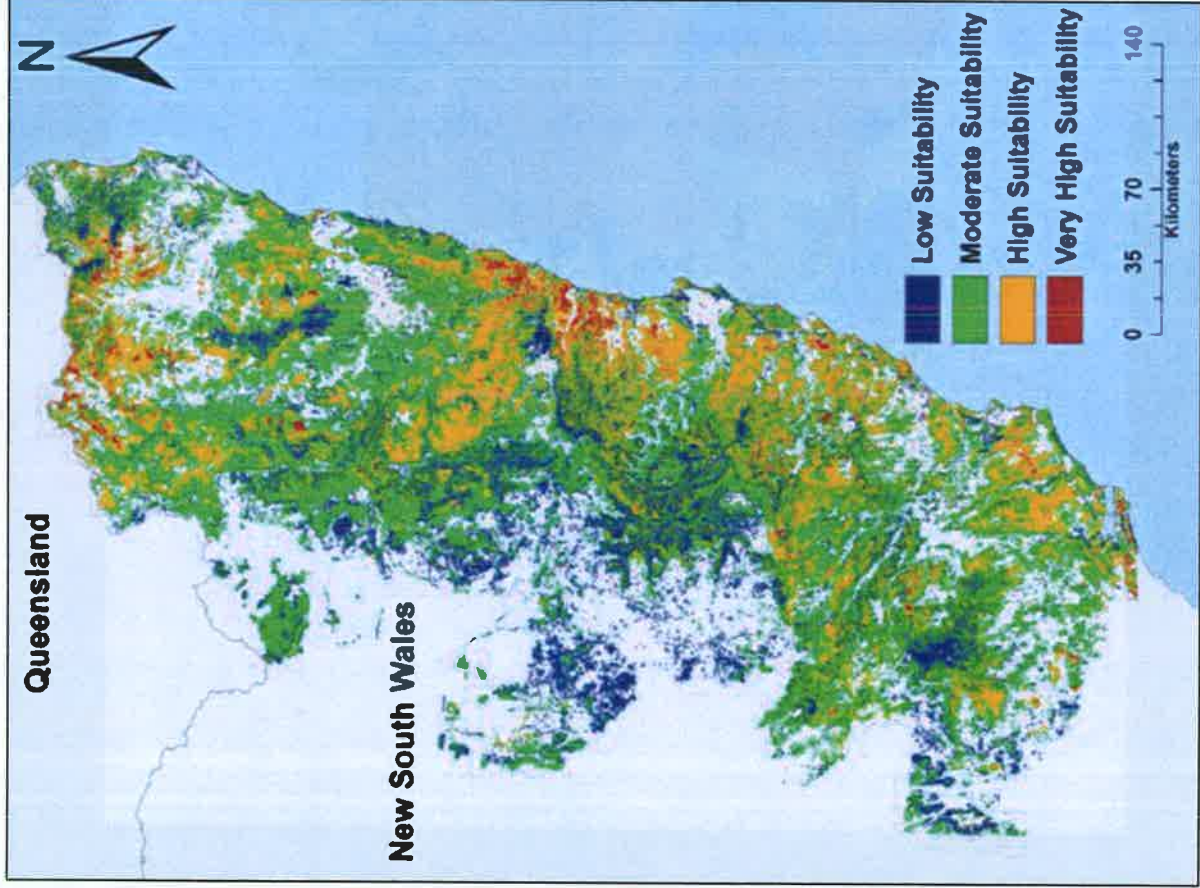 N
Queensland
New South Wales
Low Suitability
Moderate Suitability
High Suitability
Very High Suitability
0 35 70 140
Kilometers